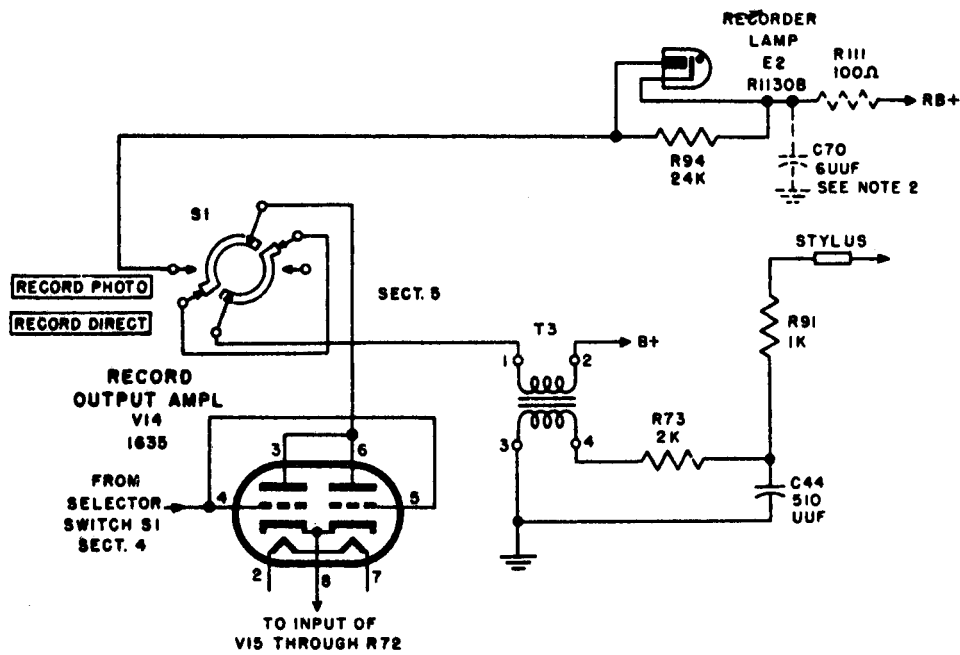 RECORDER
LAMP
E2
R1130B
R111
100Ω
RB+
R94
24K
C70
6UUF
SEE NOTE 2
S1
RECORD PHOTO
RECORD DIRECT
SECT. 5
STYLUS
R91
1K
T3
B+
1
2
3
4
R73
2K
C44
510
UUF
RECORD
OUTPUT AMPL
V14
1635
3
6
FROM
SELECTOR
SWITCH S1
SECT. 4
4
5
2
8
7
TO INPUT OF
V15 THROUGH R72